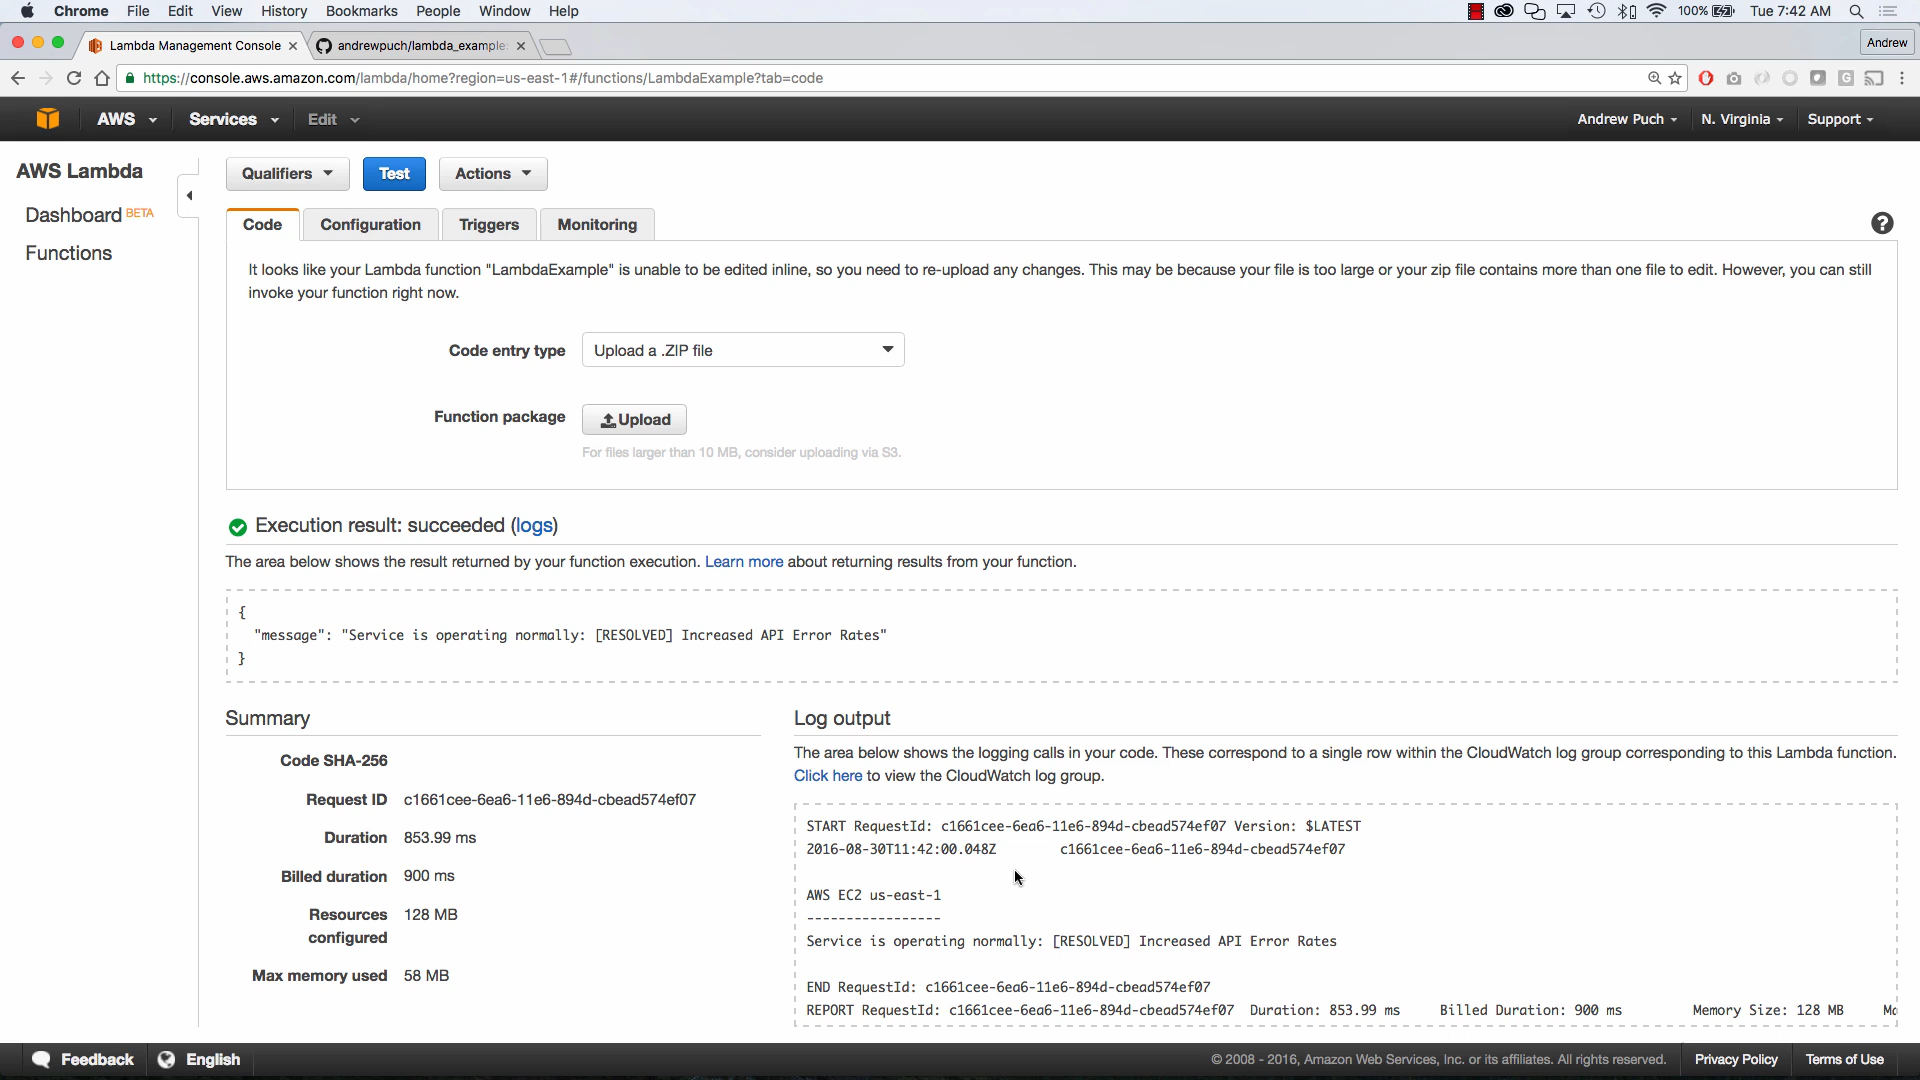 Chrome File Edit View History Bookmarks People Window Help 100% Tue 7:42 AM
Lambda Management Console andrewpuch/lambda_example Andrew
https://console.aws.amazon.com/lambda/home?region=us-east-1#/functions/LambdaExample?tab=code
AWS Services Edit Andrew Puch N. Virginia Support
AWS Lambda
Dashboard BETA
Functions
Qualifiers Test Actions
Code Configuration Triggers Monitoring
It looks like your Lambda function "LambdaExample" is unable to be edited inline, so you need to re-upload any changes. This may be because your file is too large or your zip file contains more than one file to edit. However, you can still
invoke your function right now.
Code entry type Upload a .ZIP file
Function package Upload
For files larger than 10 MB, consider uploading via S3.
Execution result: succeeded (logs)
The area below shows the result returned by your function execution. Learn more about returning results from your function.
{
"message": "Service is operating normally: [RESOLVED] Increased API Error Rates"
}
Summary
Code SHA-256
Request ID c1661cee-6ea6-11e6-894d-cbead574ef07
Duration 853.99 ms
Billed duration 900 ms
Resources configured 128 MB
Max memory used 58 MB
Log output
The area below shows the logging calls in your code. These correspond to a single row within the CloudWatch log group corresponding to this Lambda function.
Click here to view the CloudWatch log group.
START RequestId: c1661cee-6ea6-11e6-894d-cbead574ef07 Version: $LATEST
2016-08-30T11:42:00.048Z c1661cee-6ea6-11e6-894d-cbead574ef07
AWS EC2 us-east-1
-----------------
Service is operating normally: [RESOLVED] Increased API Error Rates
END RequestId: c1661cee-6ea6-11e6-894d-cbead574ef07
REPORT RequestId: c1661cee-6ea6-11e6-894d-cbead574ef07 Duration: 853.99 ms Billed Duration: 900 ms Memory Size: 128 MB
Feedback English © 2008 - 2016, Amazon Web Services, Inc. or its affiliates. All rights reserved. Privacy Policy Terms of Use